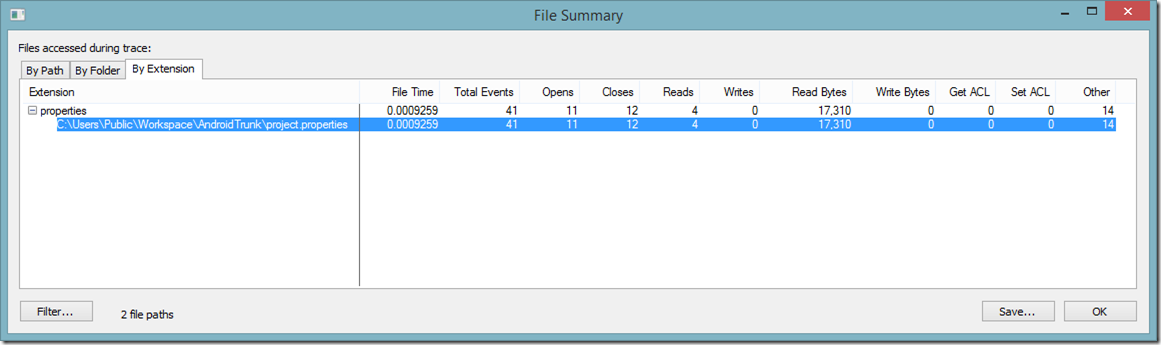 File Summary
Files accessed during trace:
By Path By Folder By Extension
Extension File Time Total Events Opens Closes Reads Writes Read Bytes Write Bytes Get ACL Set ACL Other
properties 0.0009259 41 11 12 4 0 17,310 0 0 0 14
C:\Users\Public\Workspace\AndroidTrunk\project.properties 0.0009259 41 11 12 4 0 17,310 0 0 0 14
Filter... 2 file paths Save... OK